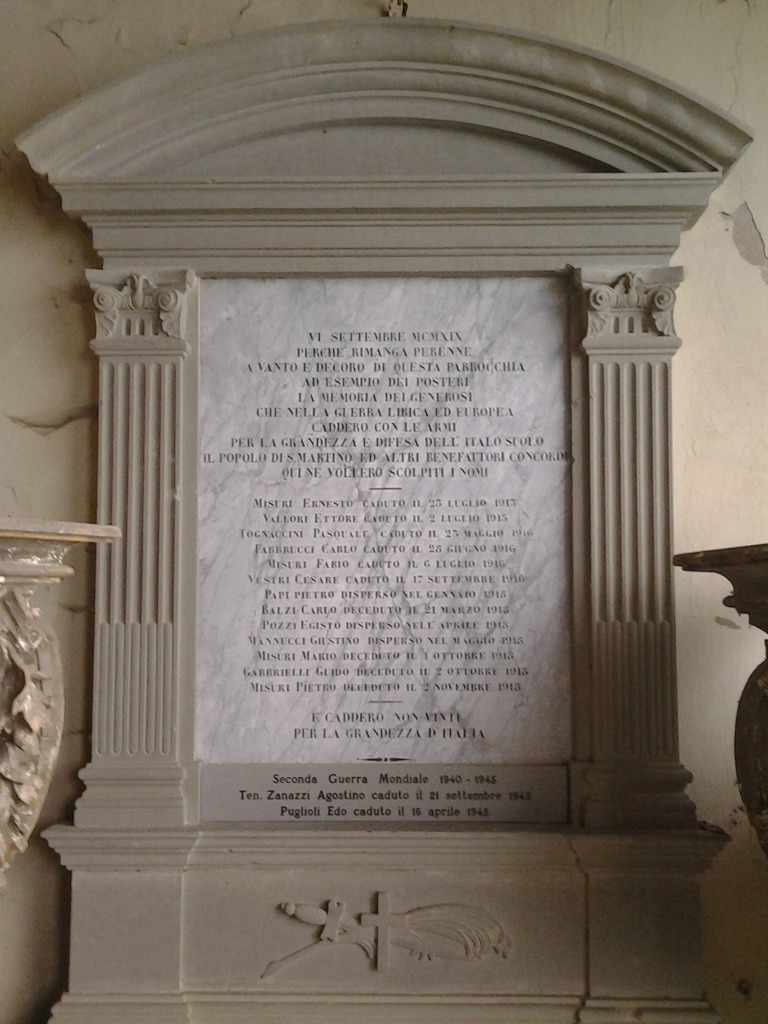 VI SETTEMBRE MCMXIX
PERCHE' RIMANGA PERENNE
A VANTO E DECORO DI QUESTA PARROCCHIA
AD ESEMPIO DEI POSTERI
LA MEMORIA DEI GENEROSI
CHE NELLA GUERRA LIBICA ED EUROPEA
CADDERO CON LE ARMI
PER LA GRANDEZZA E DIFESA DELL' ITALO SUOLO
IL POPOLO DI S. MARTINO ED ALTRI BENEFATTORI CONCORDI
QUI NE VOLLERO SCOLPITI I NOMI
MISURI ERNESTO CADUTO IL 23 LUGLIO 1913
VALLORI ETTORE CADUTO IL 2 LUGLIO 1915
TOGNACCINI PASQUALE CADUTO IL 23 MAGGIO 1916
FABBRUCCI CARLO CADUTO IL 28 GIUGNO 1916
MISURI FABIO CADUTO IL 6 LUGLIO 1916
VESTRI CESARE CADUTO IL 17 SETTEMBRE 1916
PAPI PIETRO DISPERSO NEL GENNAIO 1918
BALZI CARLO DECEDUTO IL 21 MARZO 1918
POZZI EGISTO DISPERSO NELL' APRILE 1918
MANNUCCI GIUSTINO DISPERSO NEL MAGGIO 1918
MISURI MARIO DECEDUTO IL 1 OTTOBRE 1918
GABBRIELLI GUIDO DECEDUTO IL 2 OTTOBRE 1918
MISURI PIETRO DECEDUTO IL 2 NOVEMBRE 1918
E CADDERO NON VINTI
PER LA GRANDEZZA D'ITALIA
Seconda Guerra Mondiale 1940 - 1945
Ten. Zanazzi Agostino caduto il 21 settembre 1943
Puglioli Edo caduto il 16 aprile 1945